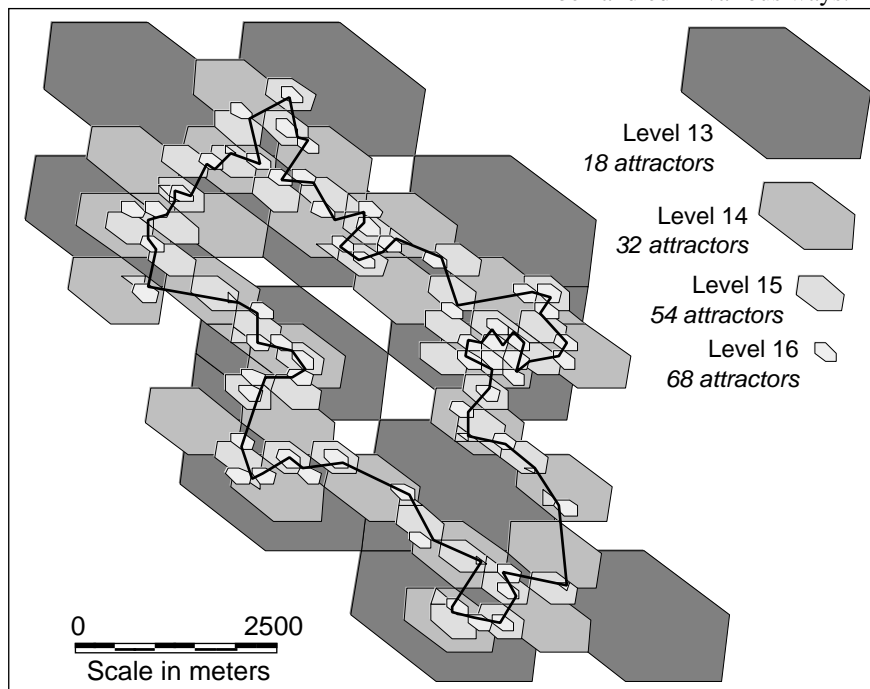 Level 13
18 attractors
Level 14
32 attractors
Level 15
54 attractors
Level 16
68 attractors
0 2500
Scale in meters